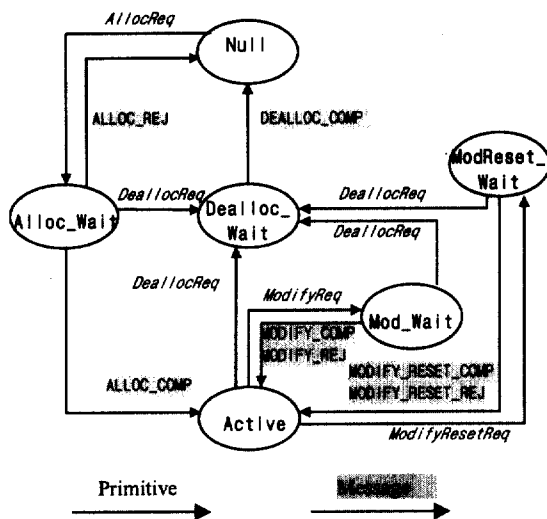 AllocReq
Null
ALLOC_REJ
DEALLOC_COMP
ModReset_
Wait
DeallocReq
DeallocReq
Alloc_Wait
Dealloc_
Wait
DeallocReq
DeallocReq
ModifyReq
Mod_Wait
MODIFY_COMP
MODIFY_REJ
MODIFY_RESET_COMP
MODIFY_RESET_REJ
ALLOC_COMP
Active
ModifyResetReq
Primitive
Message